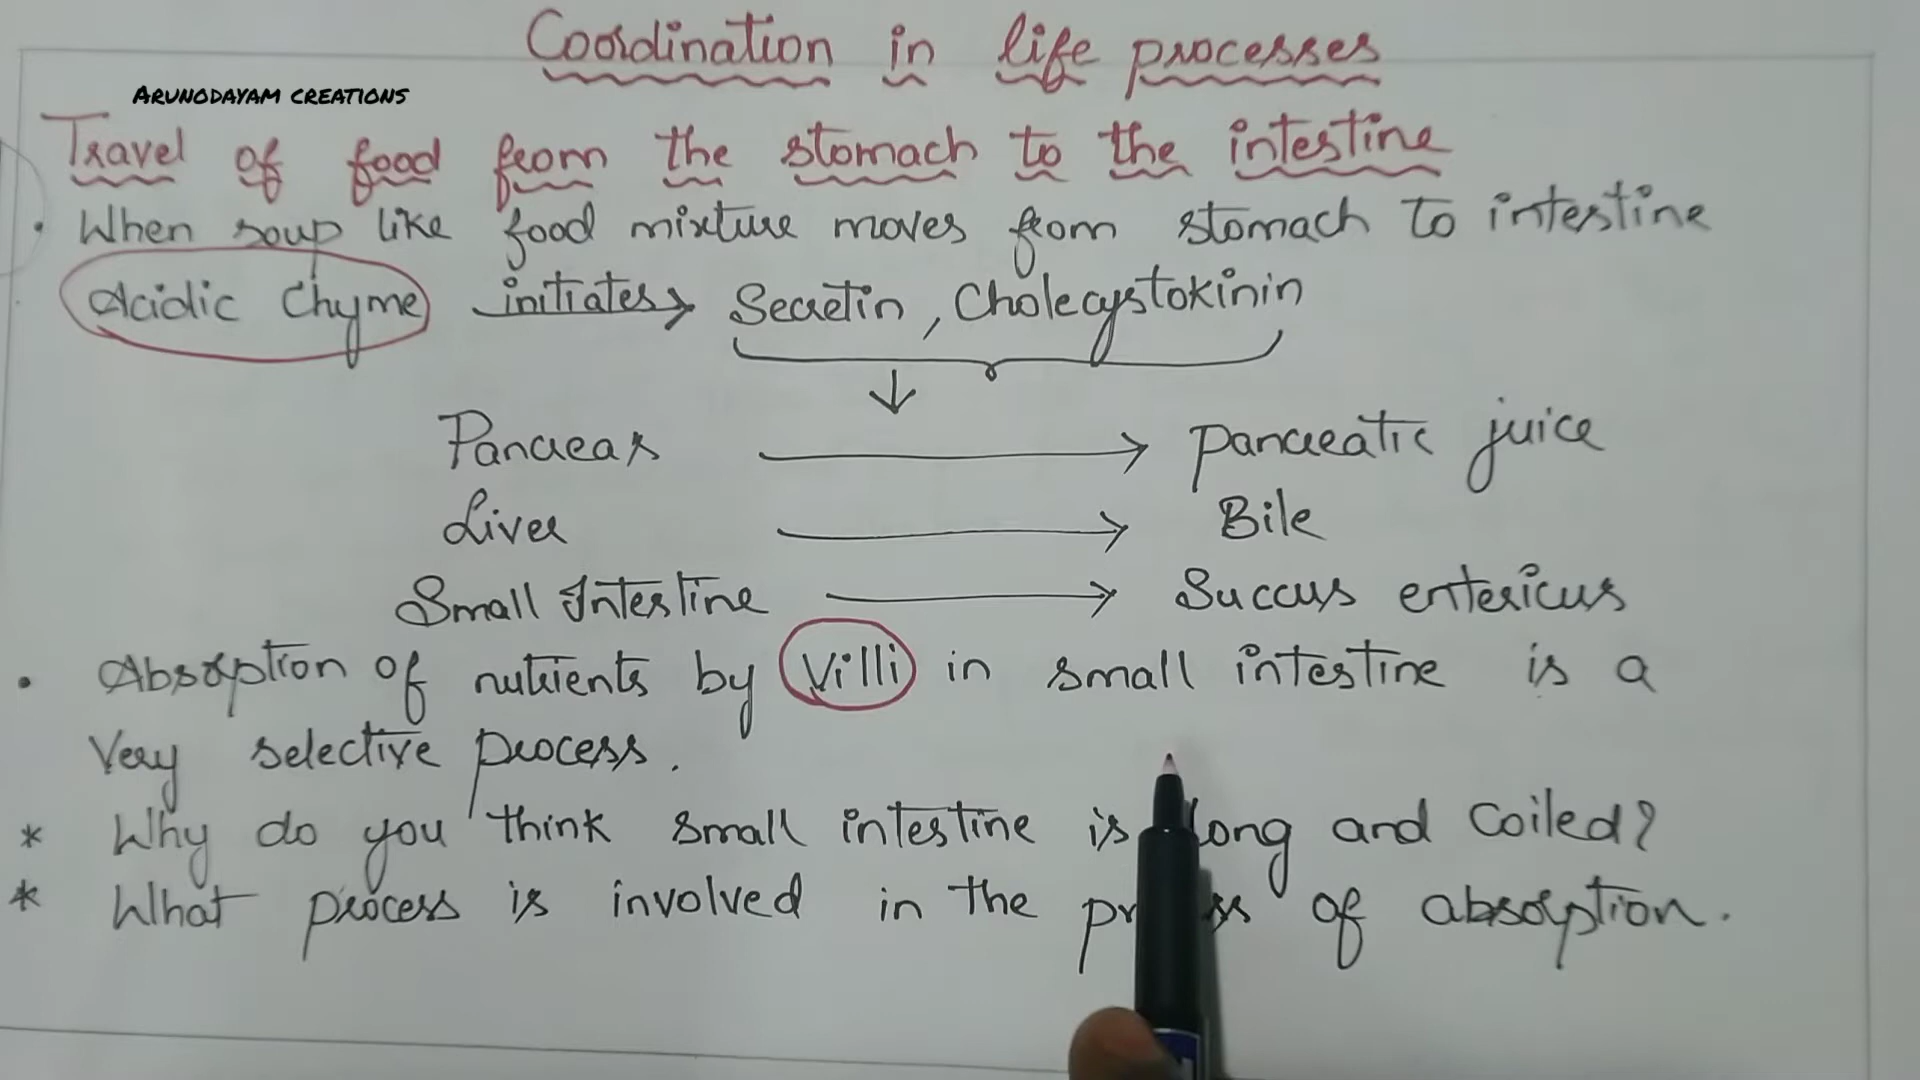 Coordination in life processes
ARUNODAYAM CREATIONS
Travel of food from the stomach to the intestine
• When soup like food mixture moves from stomach to intestine
Acidic Chyme initiates → Secretin, Cholecystokinin
↓
Pancreas → pancreatic juice
Liver → Bile
Small Intestine → Succus entericus
• Absorption of nutrients by Villi in small intestine is a
Very selective process.
* Why do you think small intestine is long and coiled?
* What process is involved in the of absorption.